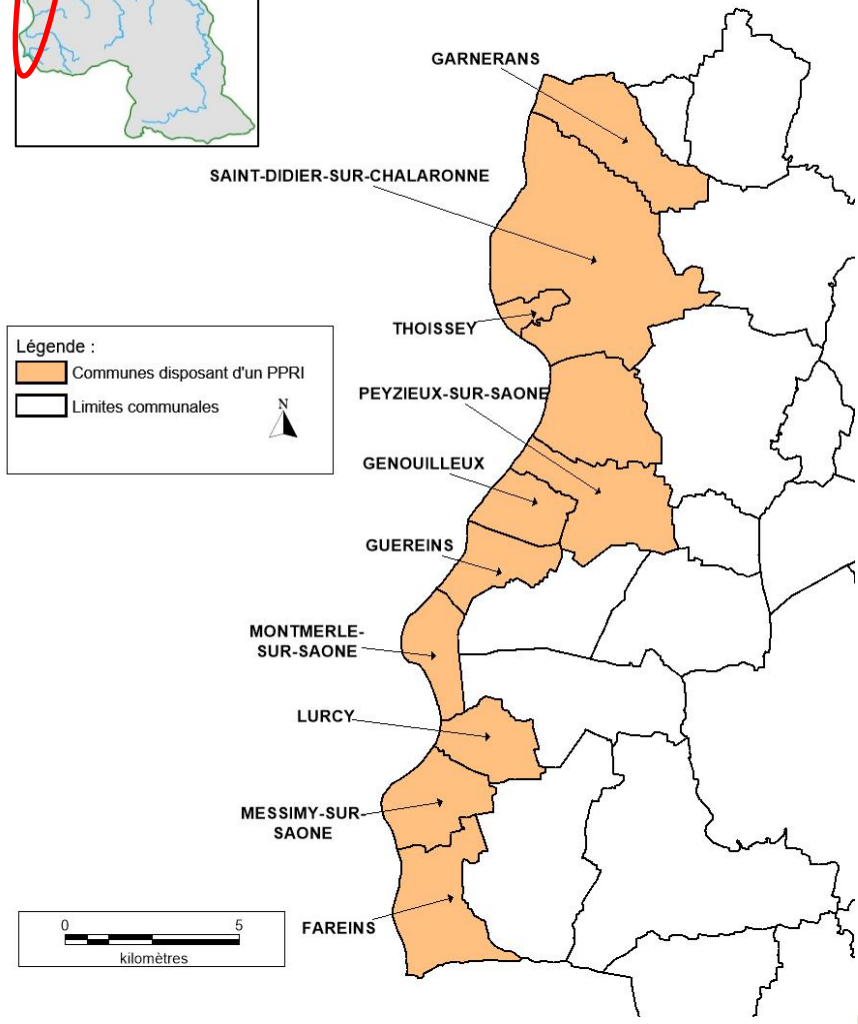 GARNERANS
SAINT-DIDIER-SUR-CHALARONNE
THOISSEY
Légende :
Communes disposant d'un PPRI
Limites communales
N
PEYZIEUX-SUR-SAONE
GENOUILLEUX
GUEREINS
MONTMERLE-
SUR-SAONE
LURCY
MESSIMY-SUR-
SAONE
FAREINS
0 5
kilomètres